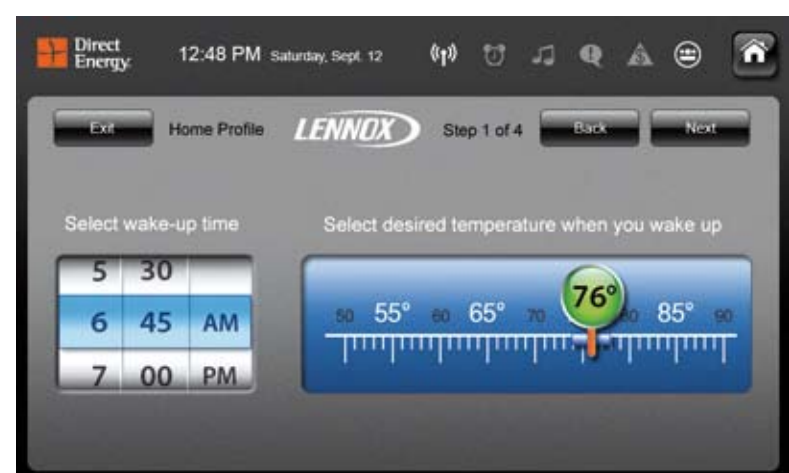 Direct Energy. 12:48 PM Saturday, Sept. 12
Exit Home Profile LENNOX Step 1 of 4 Back Next
Select wake-up time
5 30
6 45 AM
7 00 PM
Select desired temperature when you wake up
76°
50 55° 60 65° 70 80 85° 90